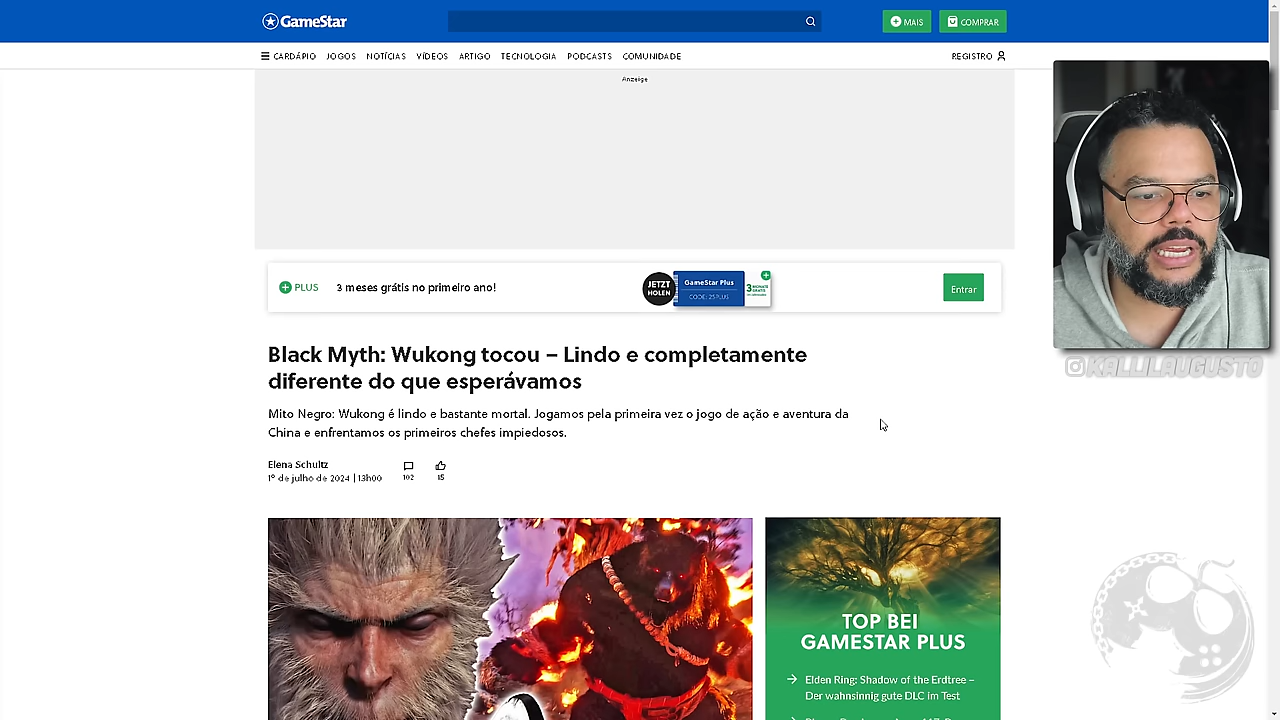 GameStar
MAIS
COMPRAR
CARDÁPIO JOGOS NOTÍCIAS VÍDEOS ARTIGO TECNOLOGIA PODCASTS COMUNIDADE
REGISTRO
Anzeige
PLUS
3 meses grátis no primeiro ano!
JETZT
HOLEN
GameStar Plus
CODE: 25PLUS
3 MONATE
GRATIS
Entrar
Black Myth: Wukong tocou – Lindo e completamente
diferente do que esperávamos
Mito Negro: Wukong é lindo e bastante mortal. Jogamos pela primeira vez o jogo de ação e aventura da
China e enfrentamos os primeiros chefes impiedosos.
Elena Schultz
1º de julho de 2024 | 13h00
102
15
KALLILAUGUSTO
TOP BEI
GAMESTAR PLUS
Elden Ring: Shadow of the Erdtree –
Der wahnsinnig gute DLC im Test